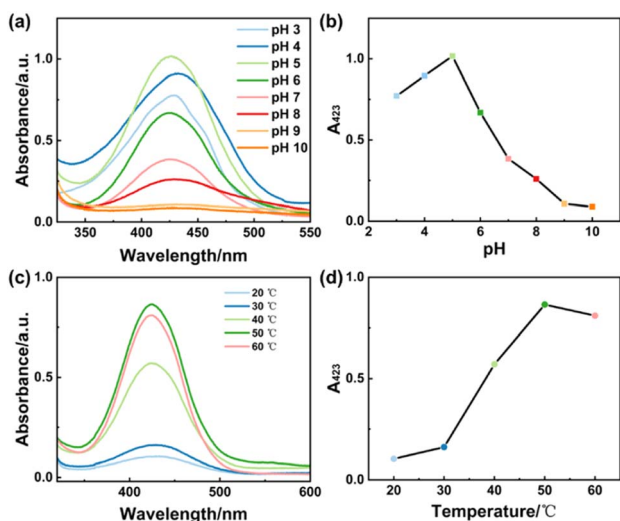 (a)
pH 3
pH 4
pH 5
pH 6
pH 7
pH 8
pH 9
pH 10
1.0
0.5
0.0
350 400 450 500 550
Absorbance/a.u.
Wavelength/nm
(b)
1.0
0.5
0.0
2 4 6 8 10
A423
pH
(c)
20 ℃
30 ℃
40 ℃
50 ℃
60 ℃
1.0
0.5
0.0
400 500 600
Absorbance/a.u.
Wavelength/nm
(d)
1.0
0.5
0.0
20 30 40 50 60
A423
Temperature/℃